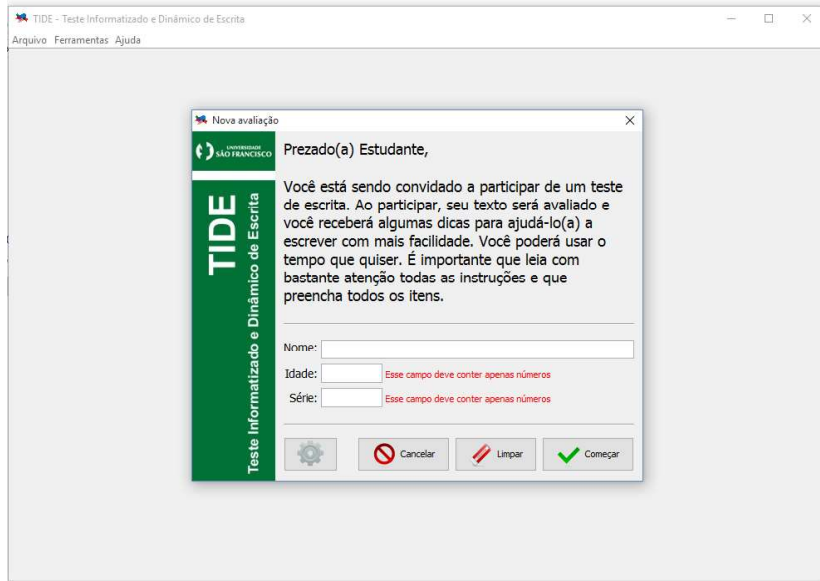 TIDE - Teste Informatizado e Dinâmico de Escrita
Arquivo Ferramentas Ajuda
Nova avaliação
UNIVERSIDADE
SÃO FRANCISCO
TIDE
Teste Informatizado e Dinâmico de Escrita
Prezado(a) Estudante,
Você está sendo convidado a participar de um teste
de escrita. Ao participar, seu texto será avaliado e
você receberá algumas dicas para ajudá-lo(a) a
escrever com mais facilidade. Você poderá usar o
tempo que quiser. É importante que leia com
bastante atenção todas as instruções e que
preencha todos os itens.
Nome:
Idade: Esse campo deve conter apenas números
Série: Esse campo deve conter apenas números
Cancelar Limpar Começar